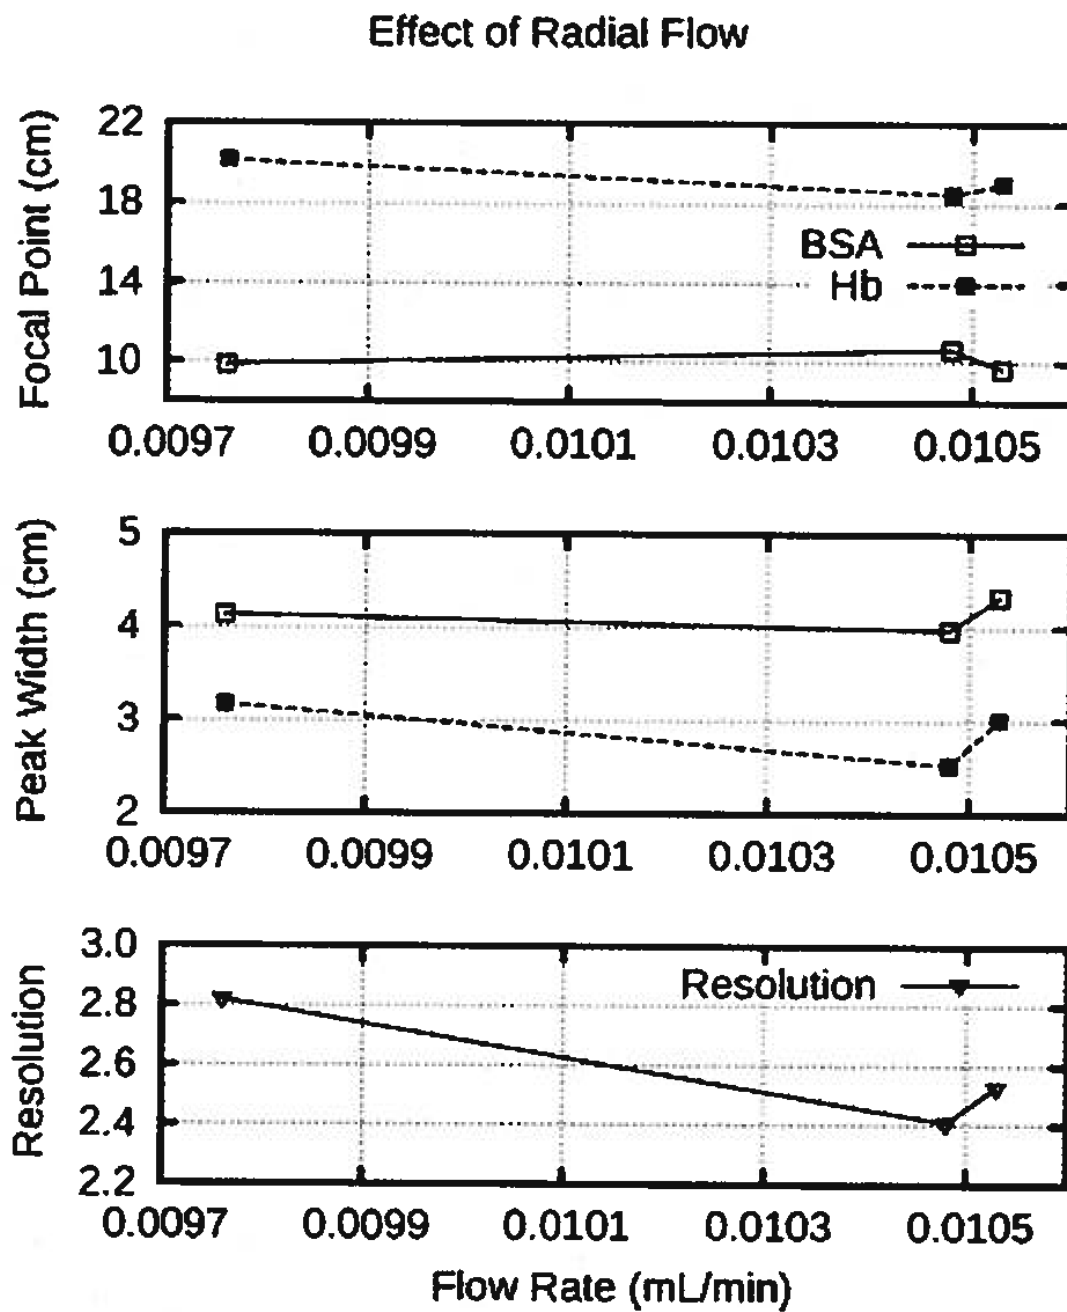 Effect of Radial Flow
Focal Point (cm)
22
18
14
10
BSA
Hb
0.0097 0.0099 0.0101 0.0103 0.0105
Peak Width (cm)
5
4
3
2
0.0097 0.0099 0.0101 0.0103 0.0105
Resolution
3.0
2.8
2.6
2.4
2.2
Resolution
0.0097 0.0099 0.0101 0.0103 0.0105
Flow Rate (mL/min)